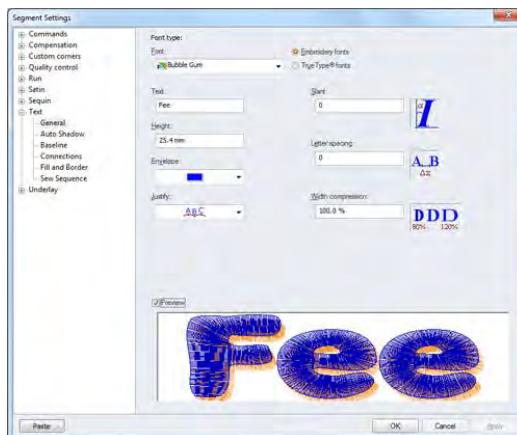 Segment Settings
Commands
Compensation
Custom corners
Quality control
Run
Satin
Sequin
Text
General
Auto Shadow
Baseline
Connections
Fill and Border
Sew Sequence
Underlay
Font type:
Font:
Bubble Gum
Embroidery fonts
TrueType® fonts
Text:
Fee
Slant:
0
α
I
Height:
25.4 mm
Letter spacing:
0
A B
Δx
Envelope:
Justify:
ABC
Width compression:
100.0 %
D D D
80% 120%
Preview
Fee
Paste
OK
Cancel
Apply